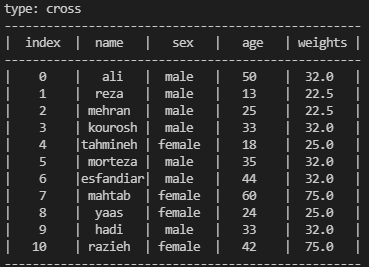 type: cross
---------------------------------------------------
| index | name | sex | age | weights |
---------------------------------------------------
| 0 | ali | male | 50 | 32.0 |
| 1 | reza | male | 13 | 22.5 |
| 2 | mehran | male | 25 | 22.5 |
| 3 | kourosh | male | 33 | 32.0 |
| 4 |tahmineh | female | 18 | 25.0 |
| 5 | morteza | male | 35 | 32.0 |
| 6 |esfandiar| male | 44 | 32.0 |
| 7 | mahtab | female | 60 | 75.0 |
| 8 | yaas | female | 24 | 25.0 |
| 9 | hadi | male | 33 | 32.0 |
| 10 | razieh | female | 42 | 75.0 |
---------------------------------------------------